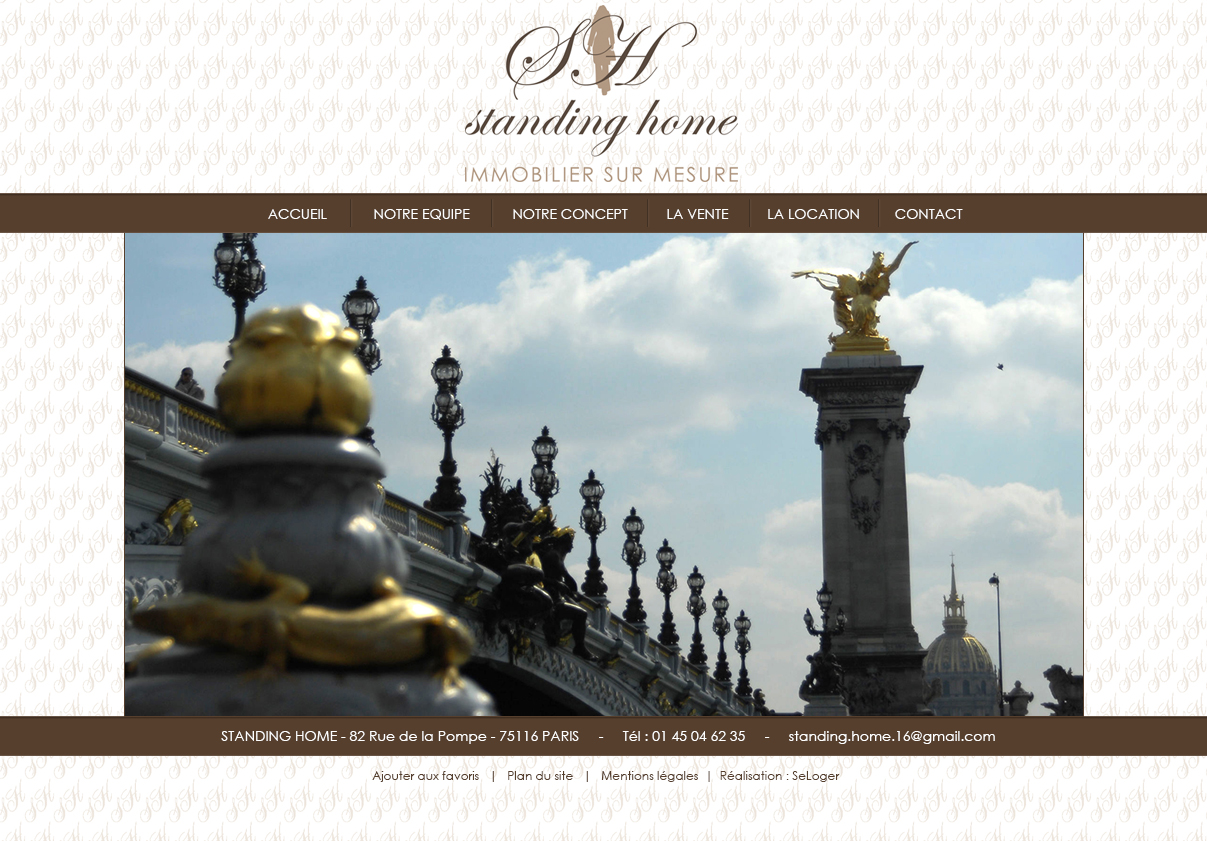 SH
standing home
IMMOBILIER SUR MESURE
ACCUEIL NOTRE EQUIPE NOTRE CONCEPT LA VENTE LA LOCATION CONTACT
STANDING HOME - 82 Rue de la Pompe - 75116 PARIS - Tél : 01 45 04 62 35 - standing.home.16@gmail.com
Ajouter aux favoris | Plan du site | Mentions légales | Réalisation : SeLoger